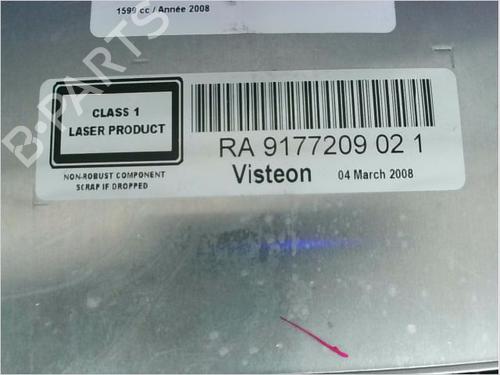 1599 cc / Année 2008
CLASS 1
LASER PRODUCT
NON-ROBUST COMPONENT
SCRAP IF DROPPED
RA 9177209 02 1
Visteon 04 March 2008
B-PARTS